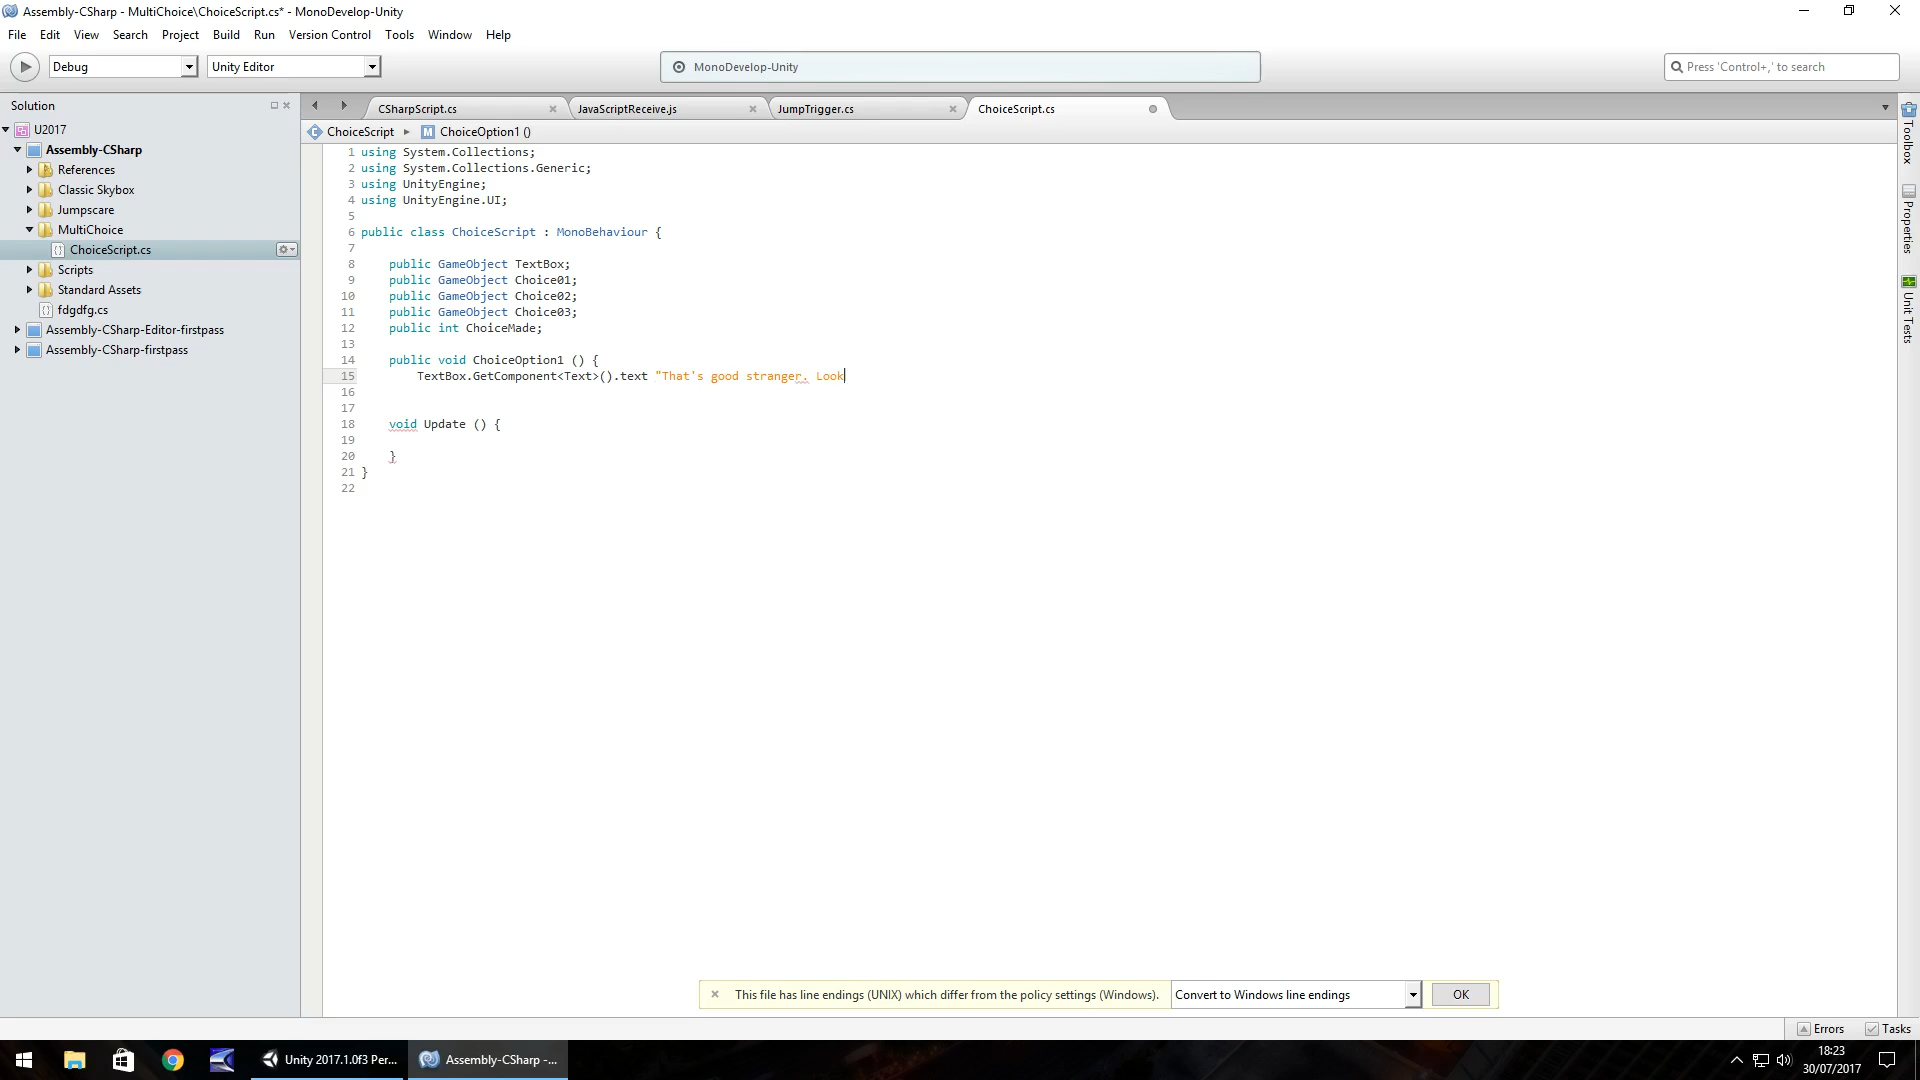 Assembly-CSharp - MultiChoice\ChoiceScript.cs* - MonoDevelop-Unity
File Edit View Search Project Build Run Version Control Tools Window Help
Debug Unity Editor MonoDevelop-Unity Press 'Control+,' to search
Solution
U2017
Assembly-CSharp
References
Classic Skybox
Jumpscare
MultiChoice
ChoiceScript.cs
Scripts
Standard Assets
fdgdfg.cs
Assembly-CSharp-Editor-firstpass
Assembly-CSharp-firstpass
CSharpScript.cs JavaScriptReceive.js JumpTrigger.cs ChoiceScript.cs
ChoiceScript ChoiceOption1 ()
1 using System.Collections;
2 using System.Collections.Generic;
3 using UnityEngine;
4 using UnityEngine.UI;
5
6 public class ChoiceScript : MonoBehaviour {
7
8 public GameObject TextBox;
9 public GameObject Choice01;
10 public GameObject Choice02;
11 public GameObject Choice03;
12 public int ChoiceMade;
13
14 public void ChoiceOption1 () {
15 TextBox.GetComponent<Text>().text "That's good stranger. Look
16
17
18 void Update () {
19
20 }
21 }
22
Toolbox
Properties
Unit Tests
This file has line endings (UNIX) which differ from the policy settings (Windows). Convert to Windows line endings OK
Errors Tasks
Unity 2017.1.0f3 Per... Assembly-CSharp -...
18:23
30/07/2017